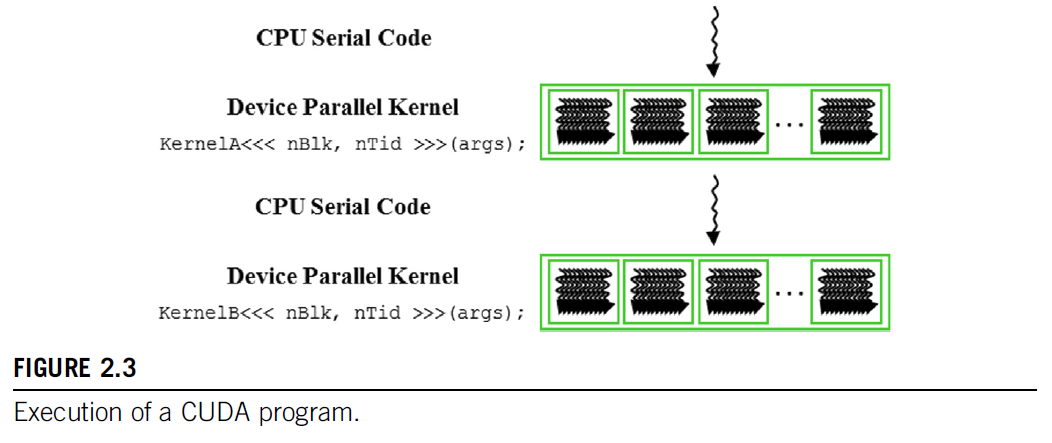 CPU Serial Code
Device Parallel Kernel
KernelA<<< nBlk, nTid >>>(args);
...
CPU Serial Code
Device Parallel Kernel
KernelB<<< nBlk, nTid >>>(args);
...
FIGURE 2.3
Execution of a CUDA program.